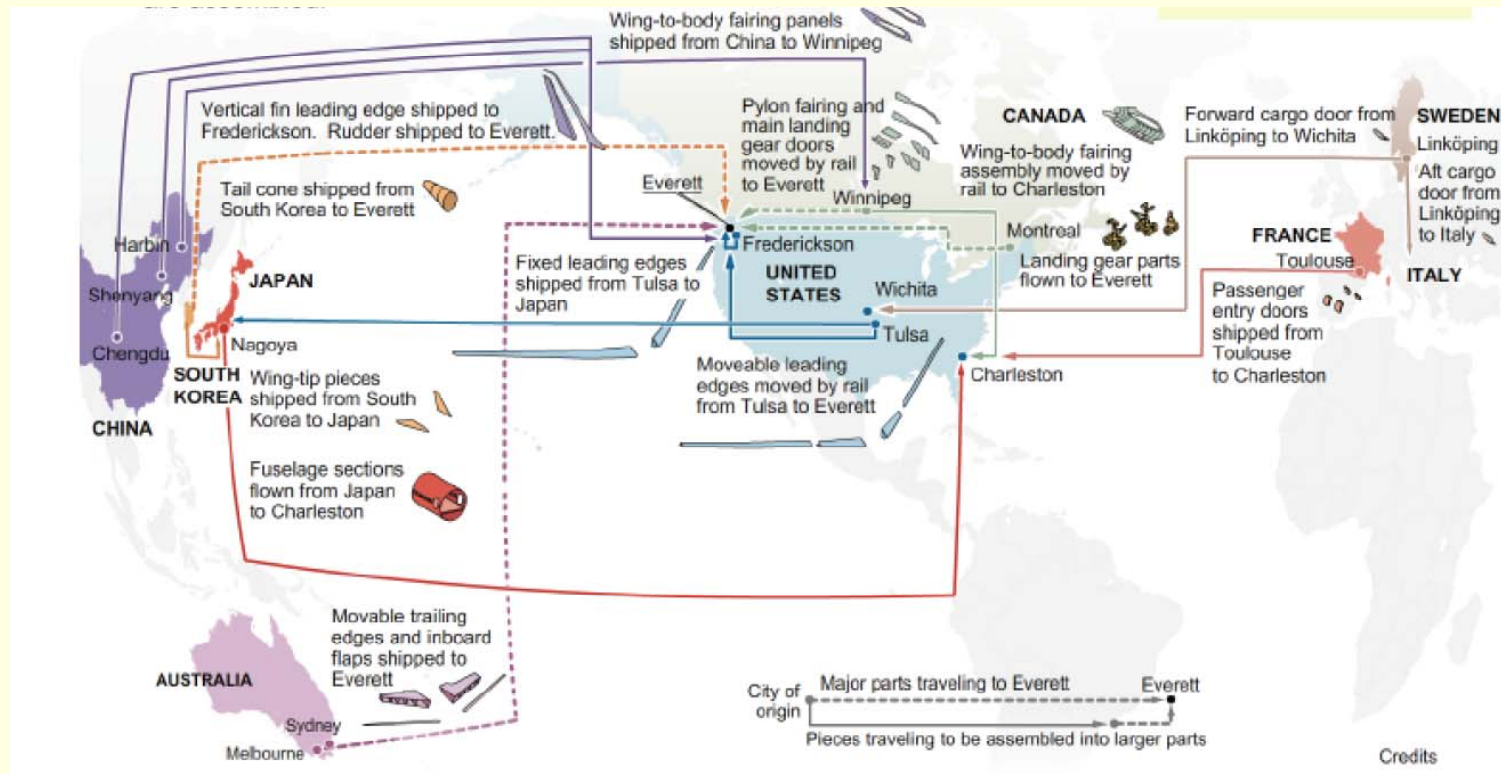 are assembled.
Wing-to-body fairing panels
shipped from China to Winnipeg
Vertical fin leading edge shipped to
Frederickson. Rudder shipped to Everett.
Pylon fairing and
main landing
gear doors
moved by rail
to Everett
CANADA
Wing-to-body fairing
assembly moved by
rail to Charleston
Forward cargo door from
Linköping to Wichita
SWEDEN
Linköping
Aft cargo
door from
Linköping
to Italy
Tail cone shipped from
South Korea to Everett
Everett
Winnipeg
Harbin
JAPAN
Fixed leading edges
shipped from Tulsa to
Japan
Frederickson
UNITED
STATES
Montreal
Landing gear parts
flown to Everett
FRANCE
Toulouse
ITALY
Shenyang
Wichita
Passenger
entry doors
shipped from
Toulouse
to Charleston
Chengdu
Nagoya
Tulsa
SOUTH
KOREA
Wing-tip pieces
shipped from South
Korea to Japan
Moveable leading
edges moved by rail
from Tulsa to Everett
Charleston
CHINA
Fuselage sections
flown from Japan
to Charleston
Movable trailing
edges and inboard
flaps shipped to
Everett
AUSTRALIA
Sydney
Melbourne
City of
origin
Major parts traveling to Everett
Everett
Pieces traveling to be assembled into larger parts
Credits